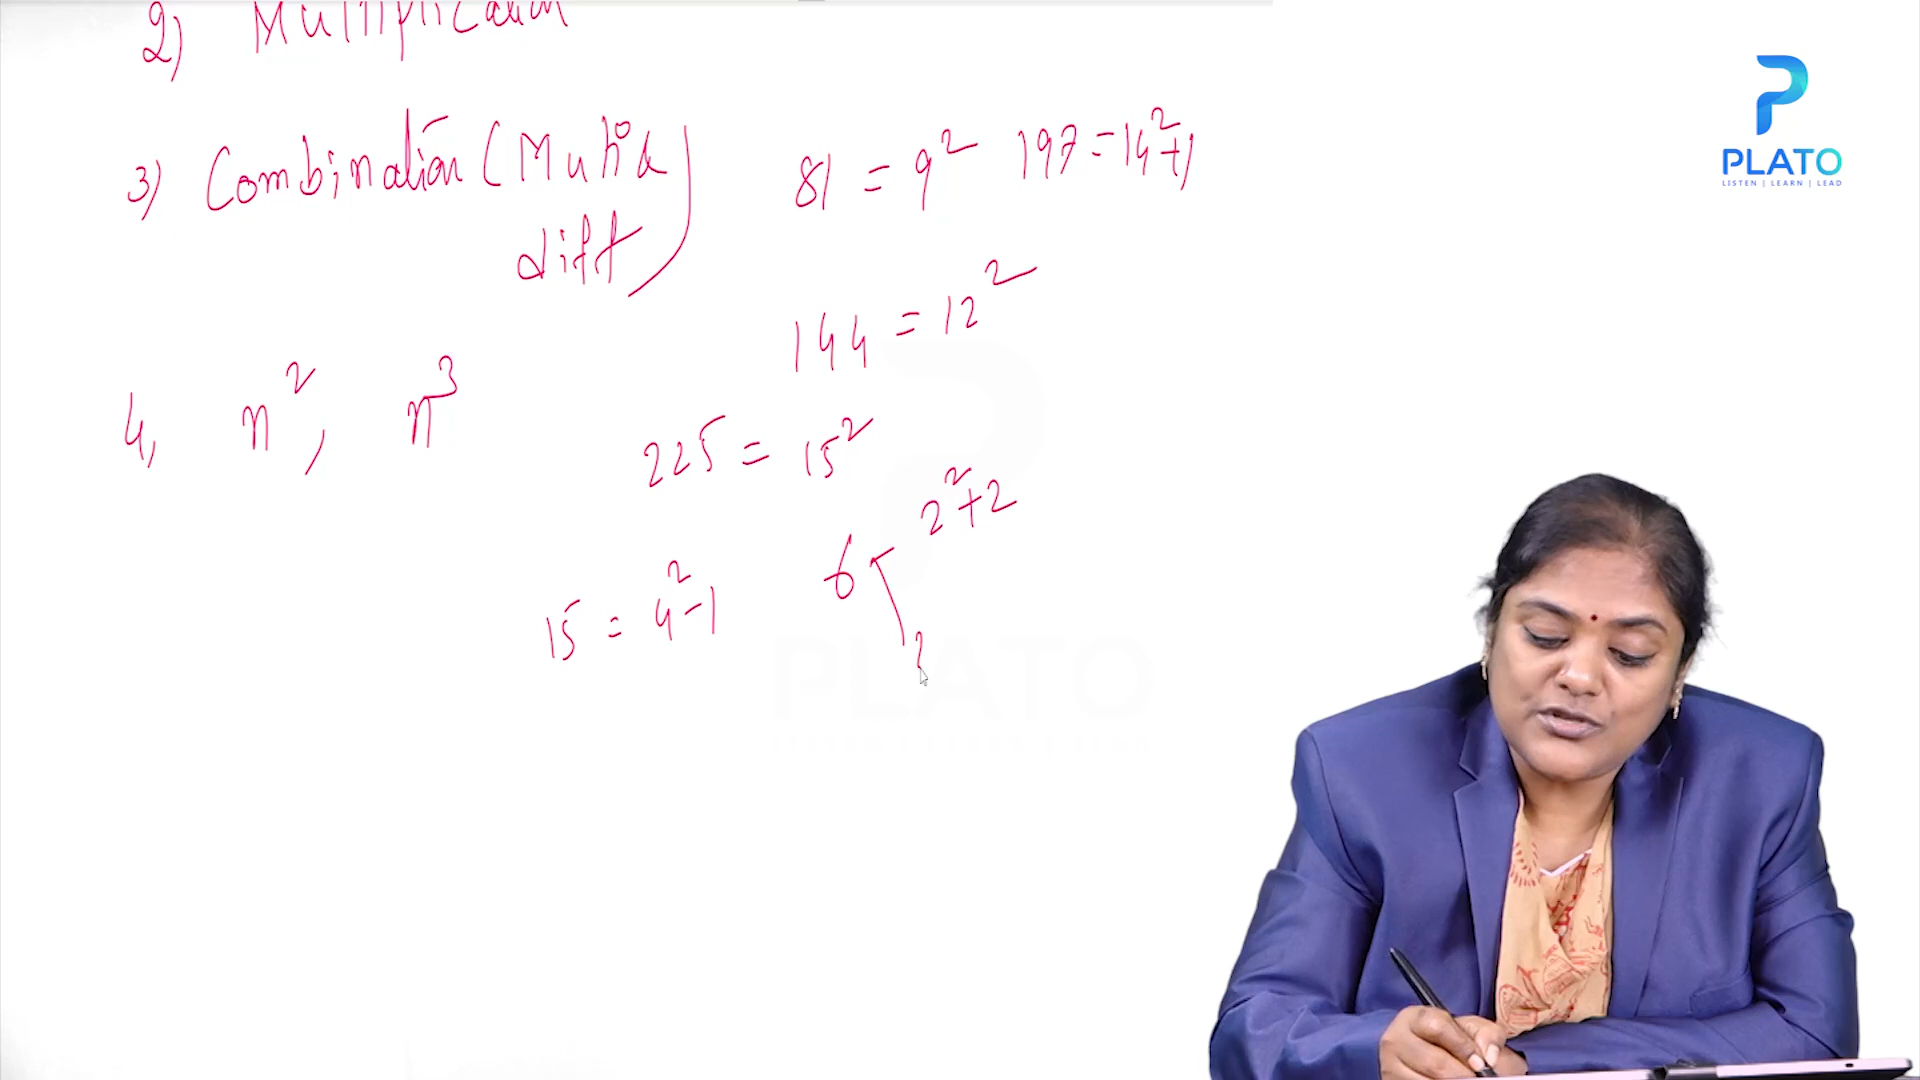 2) Multiplication
3) Combination (Multi &
diff)
81 = 9² 197 = 14²+1
144 = 12²
4, n², n³
225 = 15²
2²+2
6
15 = 4²-1
PLATO
LISTEN | LEARN | LEAD
PLATO